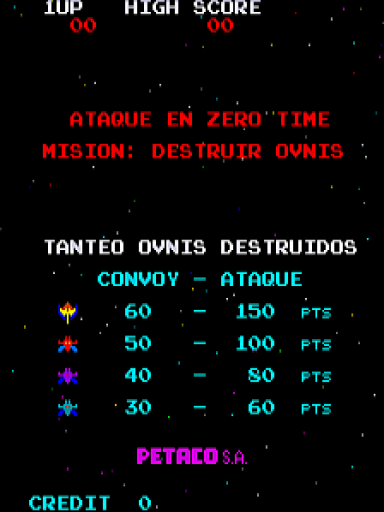 1UP HIGH SCORE
00 00
ATAQUE EN ZERO TIME
MISION: DESTRUIR OVNIS
TANTEO OVNIS DESTRUIDOS
CONVOY - ATAQUE
60 - 150 PTS
50 - 100 PTS
40 - 80 PTS
30 - 60 PTS
PETACO S.A.
CREDIT 0